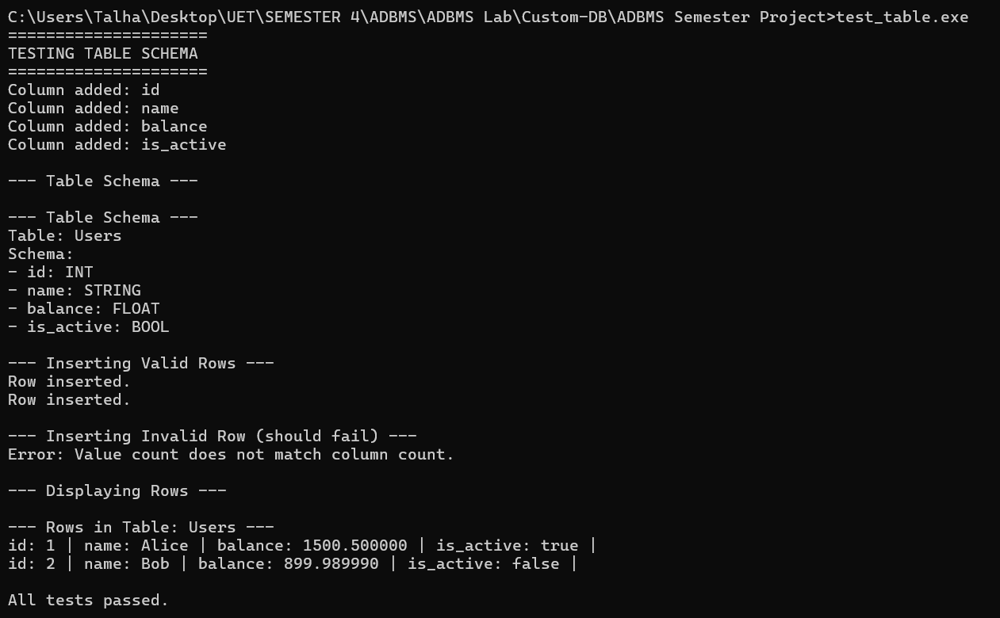 C:\Users\Talha\Desktop\UET\SEMESTER 4\ADBMS\ADBMS Lab\Custom-DB\ADBMS Semester Project>test_table.exe
=====================
TESTING TABLE SCHEMA
=====================
Column added: id
Column added: name
Column added: balance
Column added: is_active
--- Table Schema ---
--- Table Schema ---
Table: Users
Schema:
- id: INT
- name: STRING
- balance: FLOAT
- is_active: BOOL
--- Inserting Valid Rows ---
Row inserted.
Row inserted.
--- Inserting Invalid Row (should fail) ---
Error: Value count does not match column count.
--- Displaying Rows ---
--- Rows in Table: Users ---
id: 1 | name: Alice | balance: 1500.500000 | is_active: true |
id: 2 | name: Bob | balance: 899.989990 | is_active: false |
All tests passed.